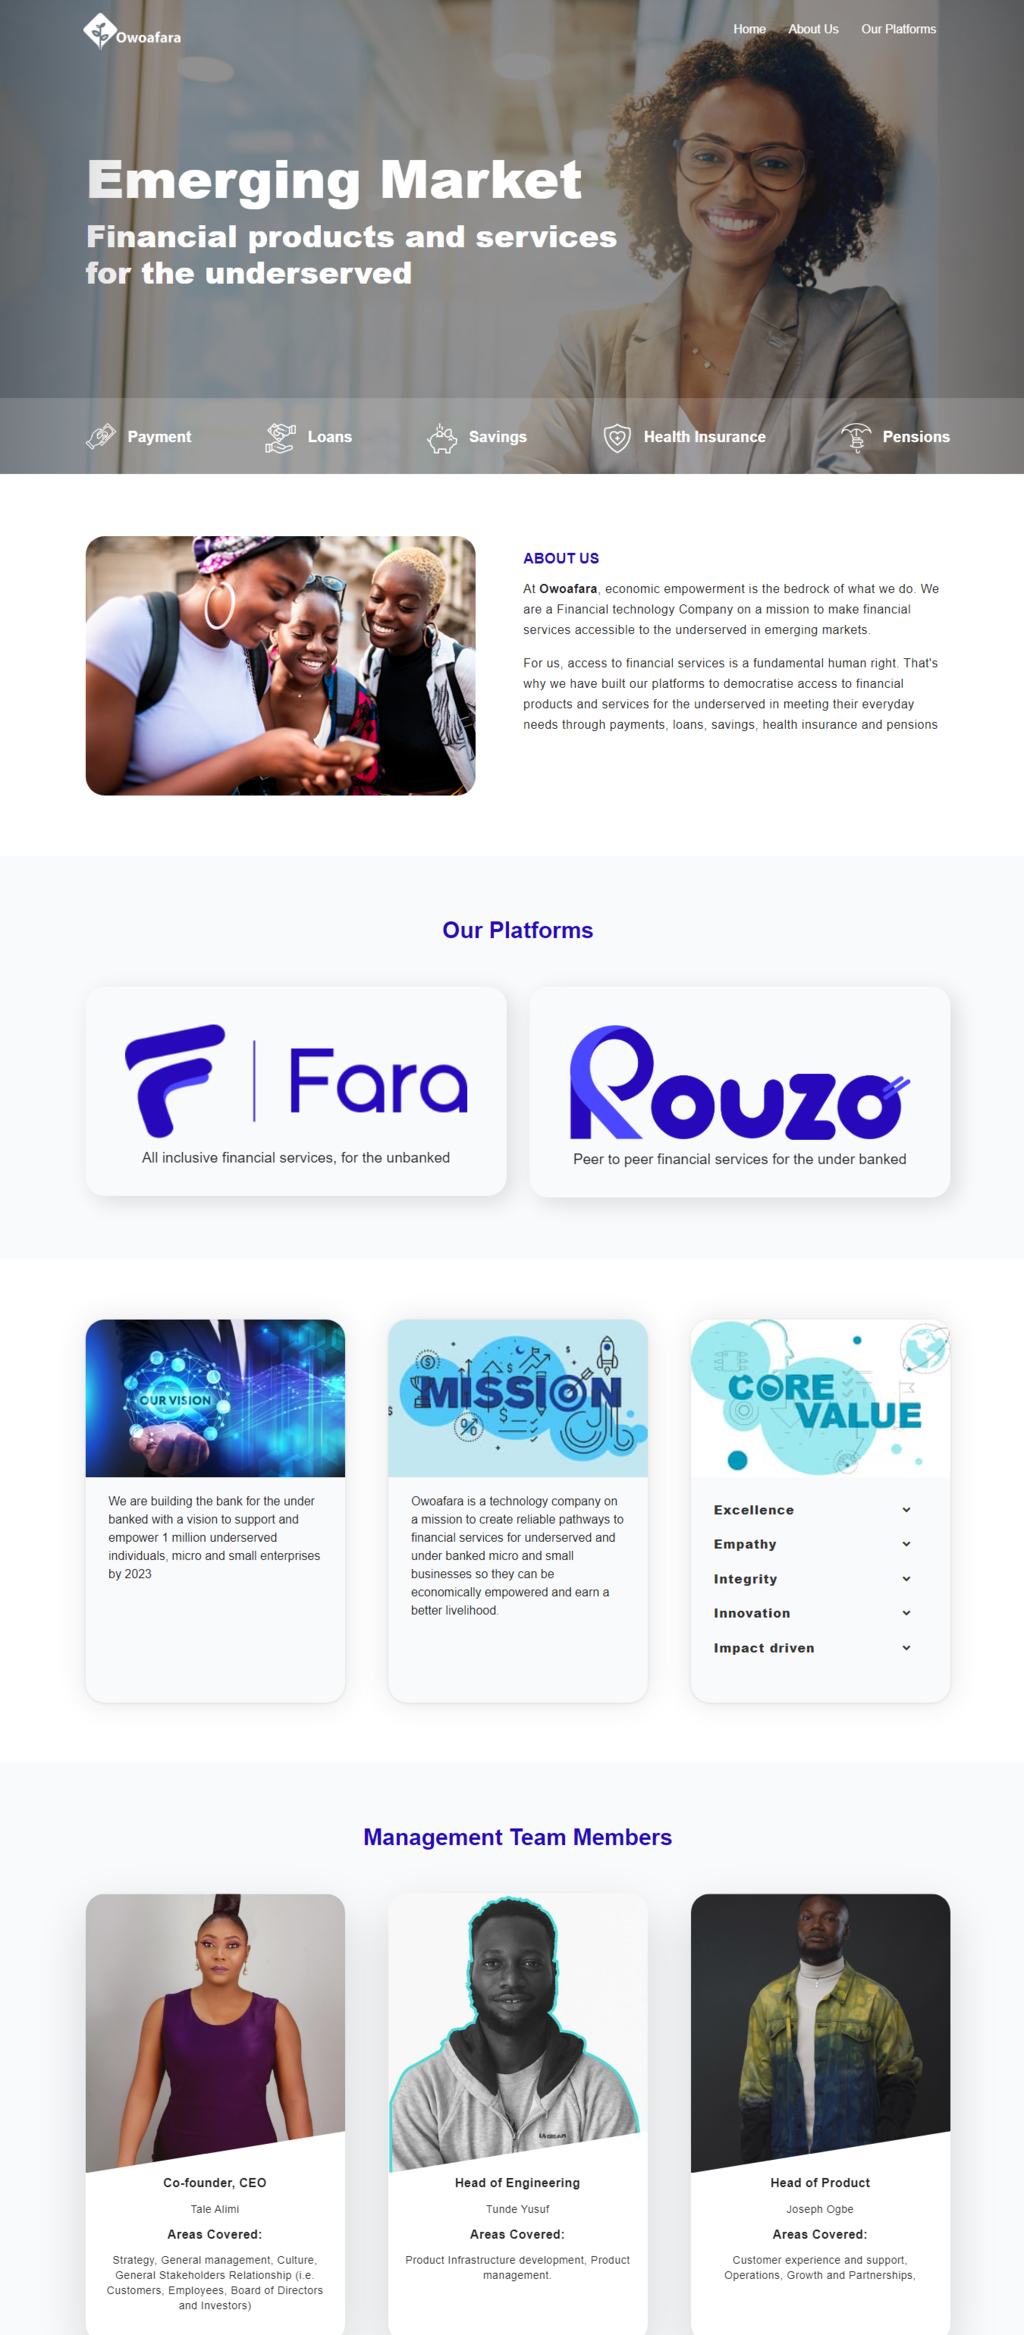 Owoafara
Home
About Us
Our Platforms
Emerging Market
Financial products and services
for the underserved
Payment
Loans
Savings
Health Insurance
Pensions
ABOUT US
At Owoafara, economic empowerment is the bedrock of what we do. We
are a Financial technology Company on a mission to make financial
services accessible to the underserved in emerging markets.
For us, access to financial services is a fundamental human right. That's
why we have built our platforms to democratise access to financial
products and services for the underserved in meeting their everyday
needs through payments, loans, savings, health insurance and pensions
Our Platforms
Fara
All inclusive financial services, for the unbanked
Rouzo
Peer to peer financial services for the under banked
OUR VISION
We are building the bank for the under
banked with a vision to support and
empower 1 million underserved
individuals, micro and small enterprises
by 2023
MISSION
Owoafara is a technology company on
a mission to create reliable pathways to
financial services for underserved and
under banked micro and small
businesses so they can be
economically empowered and earn a
better livelihood.
CORE
VALUE
Excellence
Empathy
Integrity
Innovation
Impact driven
Management Team Members
Co-founder, CEO
Tale Alimi
Areas Covered:
Strategy, General management, Culture,
General Stakeholders Relationship (i.e.
Customers, Employees, Board of Directors
and Investors)
Head of Engineering
Tunde Yusuf
Areas Covered:
Product Infrastructure development, Product
management.
Head of Product
Joseph Ogbe
Areas Covered:
Customer experience and support,
Operations, Growth and Partnerships,